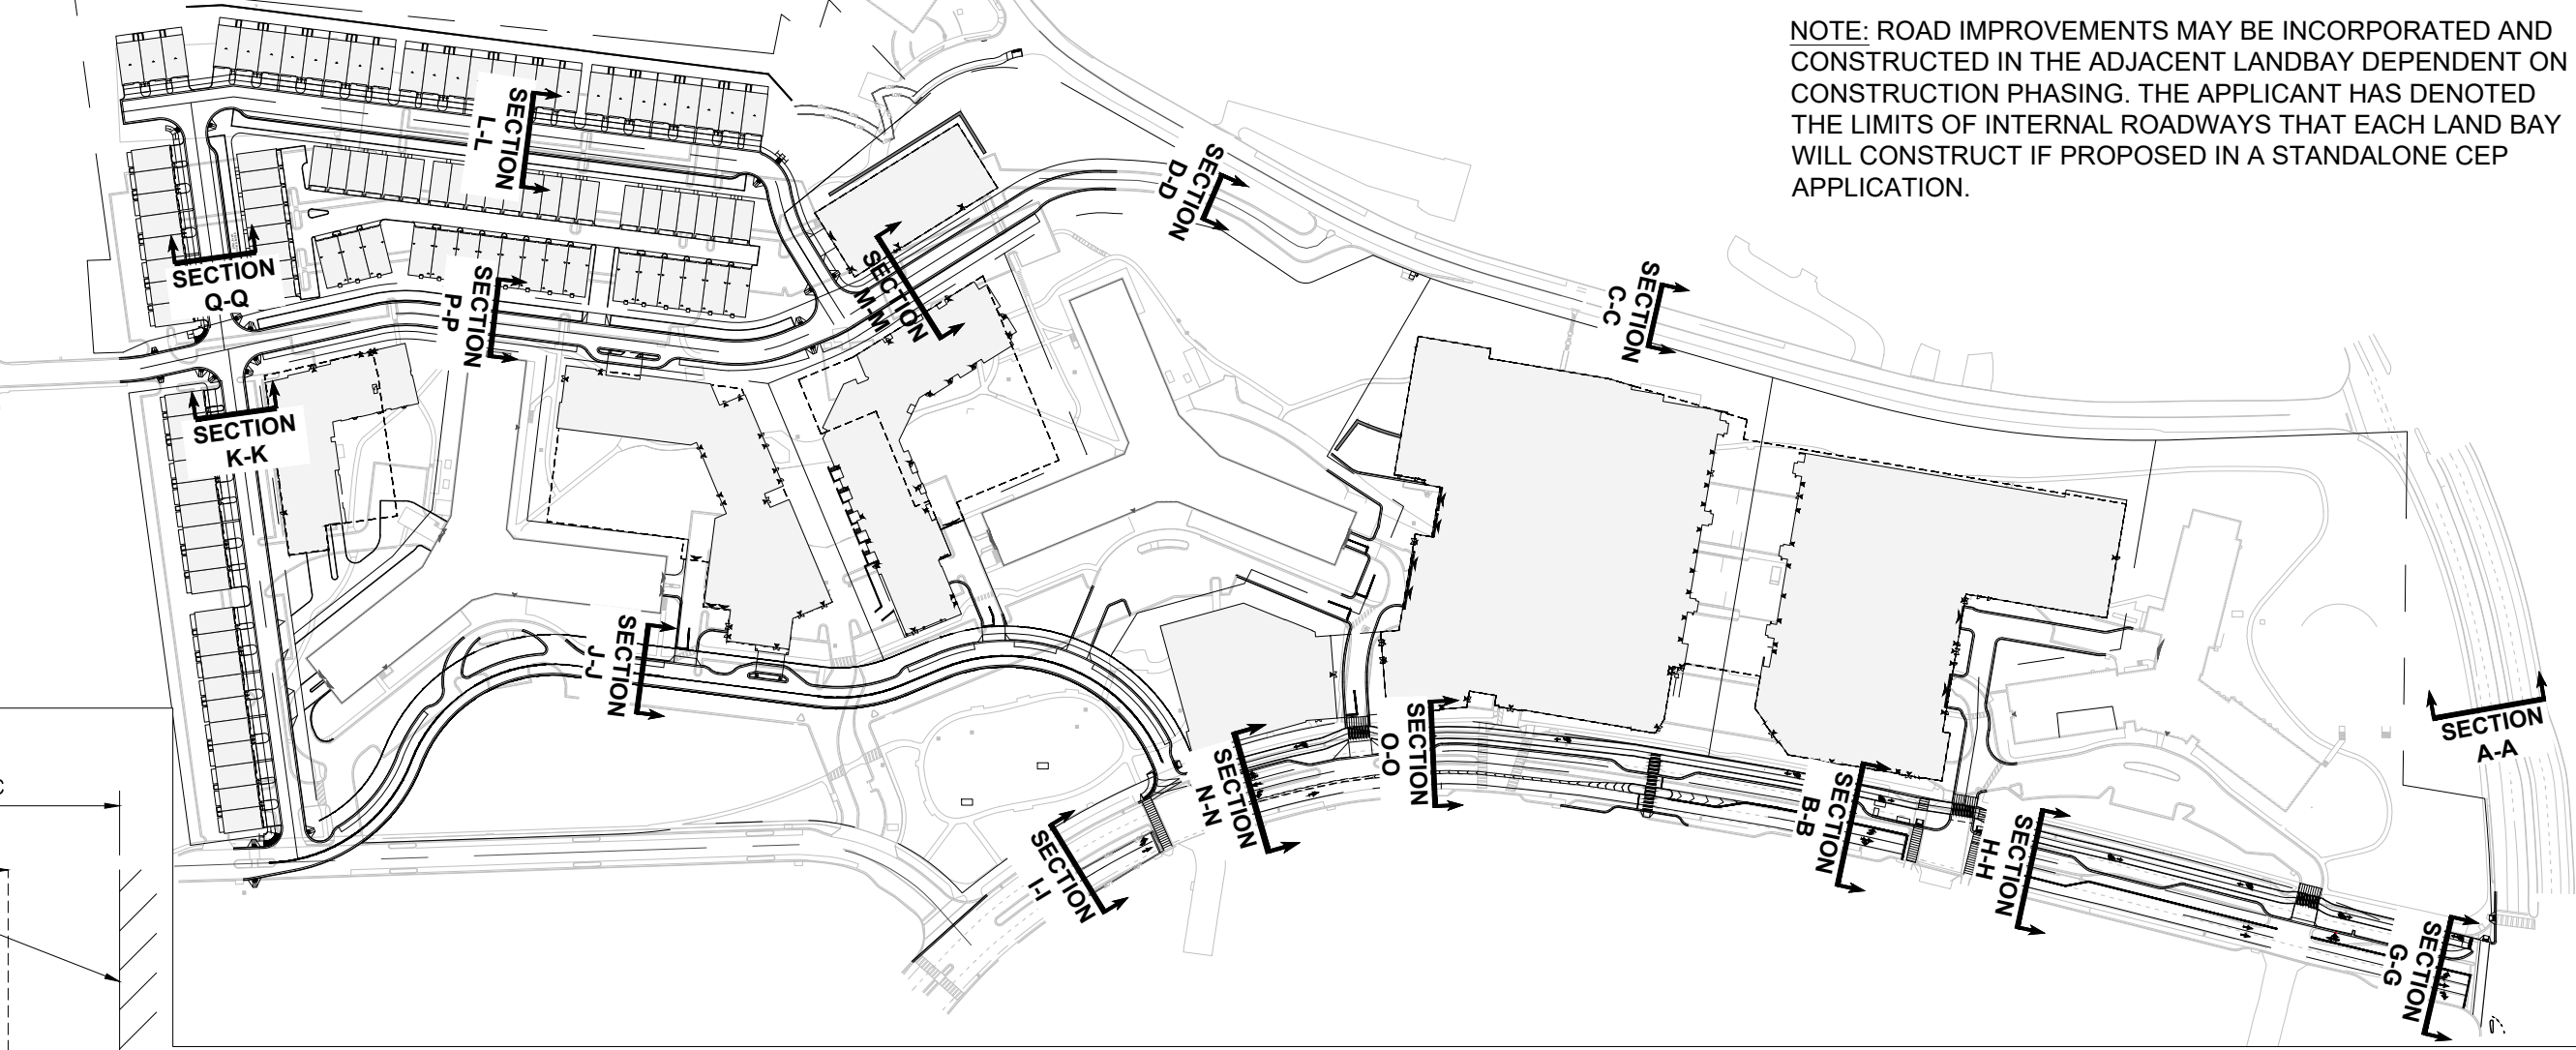 NOTE: ROAD IMPROVEMENTS MAY BE INCORPORATED AND
CONSTRUCTED IN THE ADJACENT LANDBAY DEPENDENT ON
CONSTRUCTION PHASING. THE APPLICANT HAS DENOTED
THE LIMITS OF INTERNAL ROADWAYS THAT EACH LAND BAY
WILL CONSTRUCT IF PROPOSED IN A STANDALONE CEP
APPLICATION.
SECTION
L-L
SECTION
D-D
SECTION
Q-Q
SECTION
P-P
SECTION
M-M
SECTION
C-C
SECTION
K-K
SECTION
J-J
SECTION
A-A
SECTION
O-O
SECTION
N-N
SECTION
B-B
SECTION
I-I
SECTION
H-H
SECTION
G-G